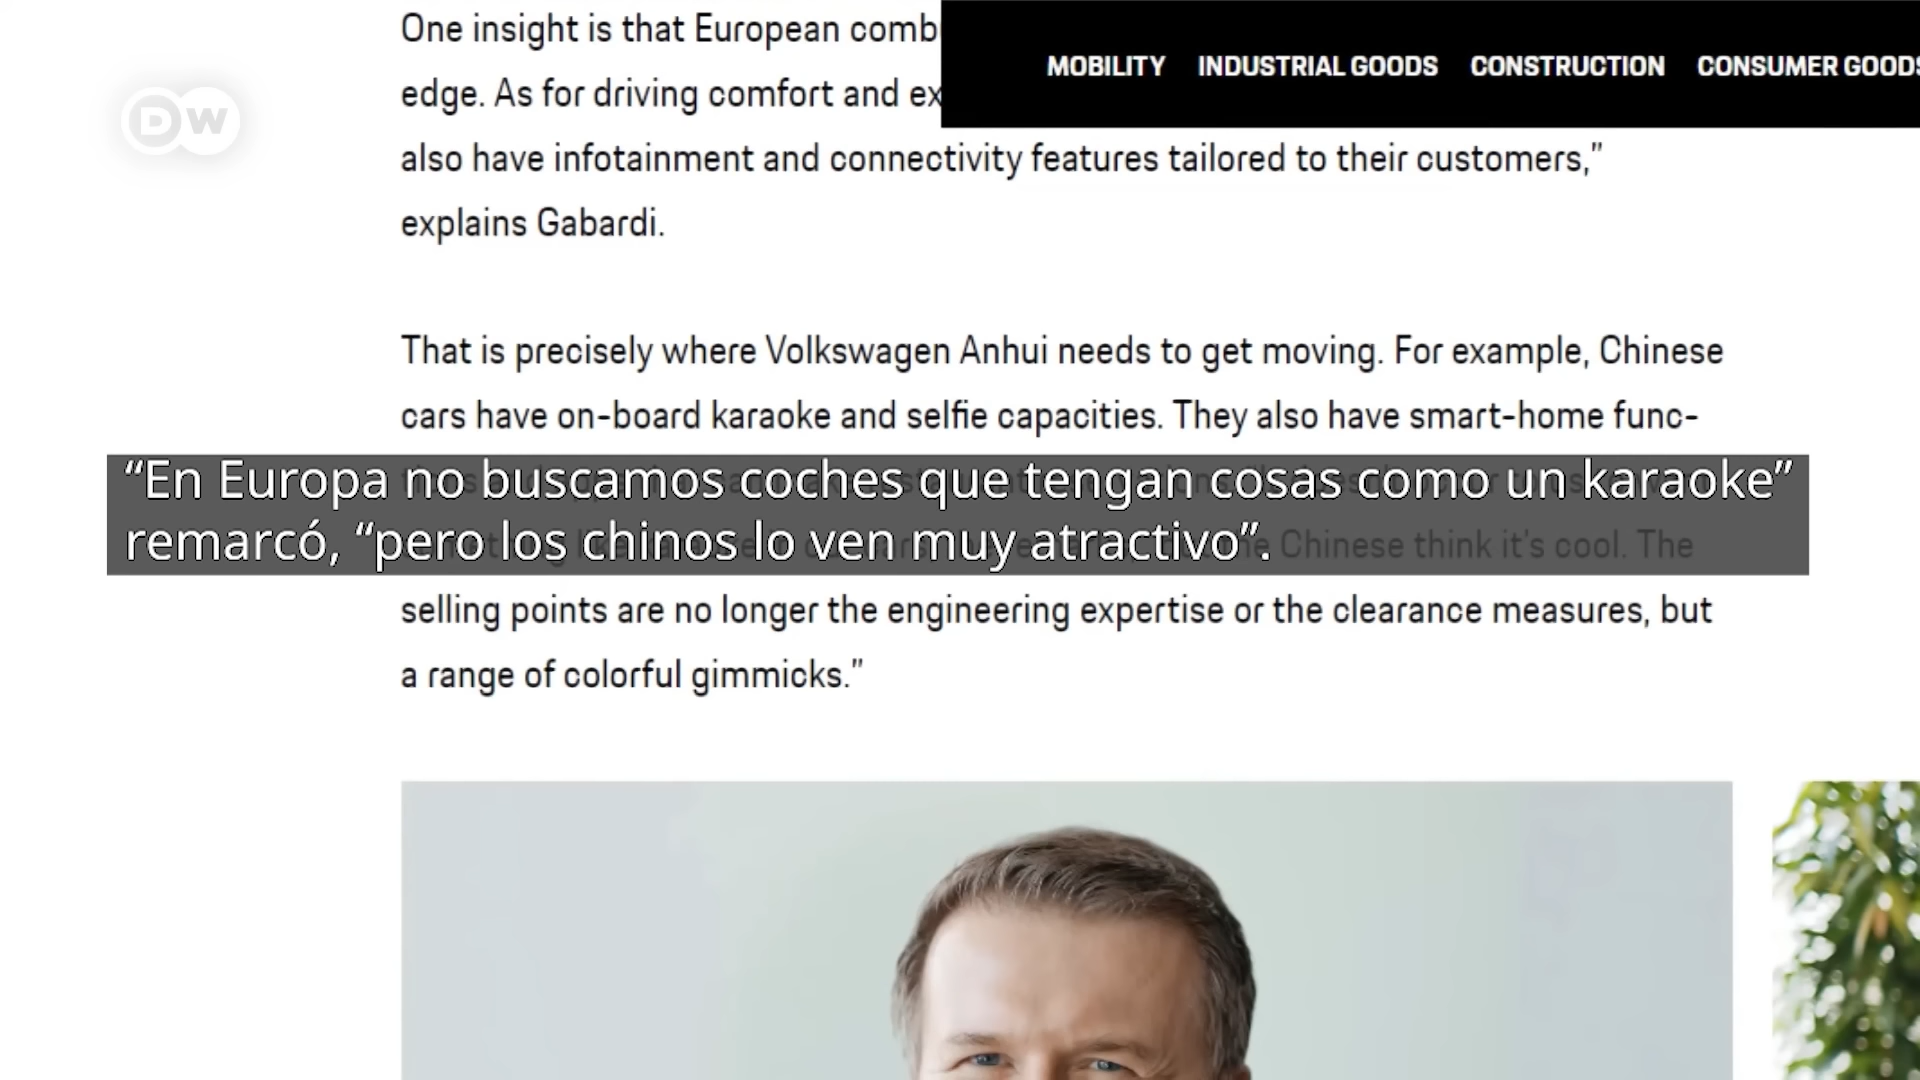 One insight is that European
MOBILITY INDUSTRIAL GOODS CONSTRUCTION CONSUMER GOODS
DW
edge. As for driving comfort and
also have infotainment and connectivity features tailored to their customers,”
explains Gabardi.
That is precisely where Volkswagen Anhui needs to get moving. For example, Chinese
cars have on-board karaoke and selfie capacities. They also have smart-home func-
“En Europa no buscamos coches que tengan cosas como un karaoke”
remarcó, “pero los chinos lo ven muy atractivo”.
Chinese think it’s cool. The
selling points are no longer the engineering expertise or the clearance measures, but
a range of colorful gimmicks.”